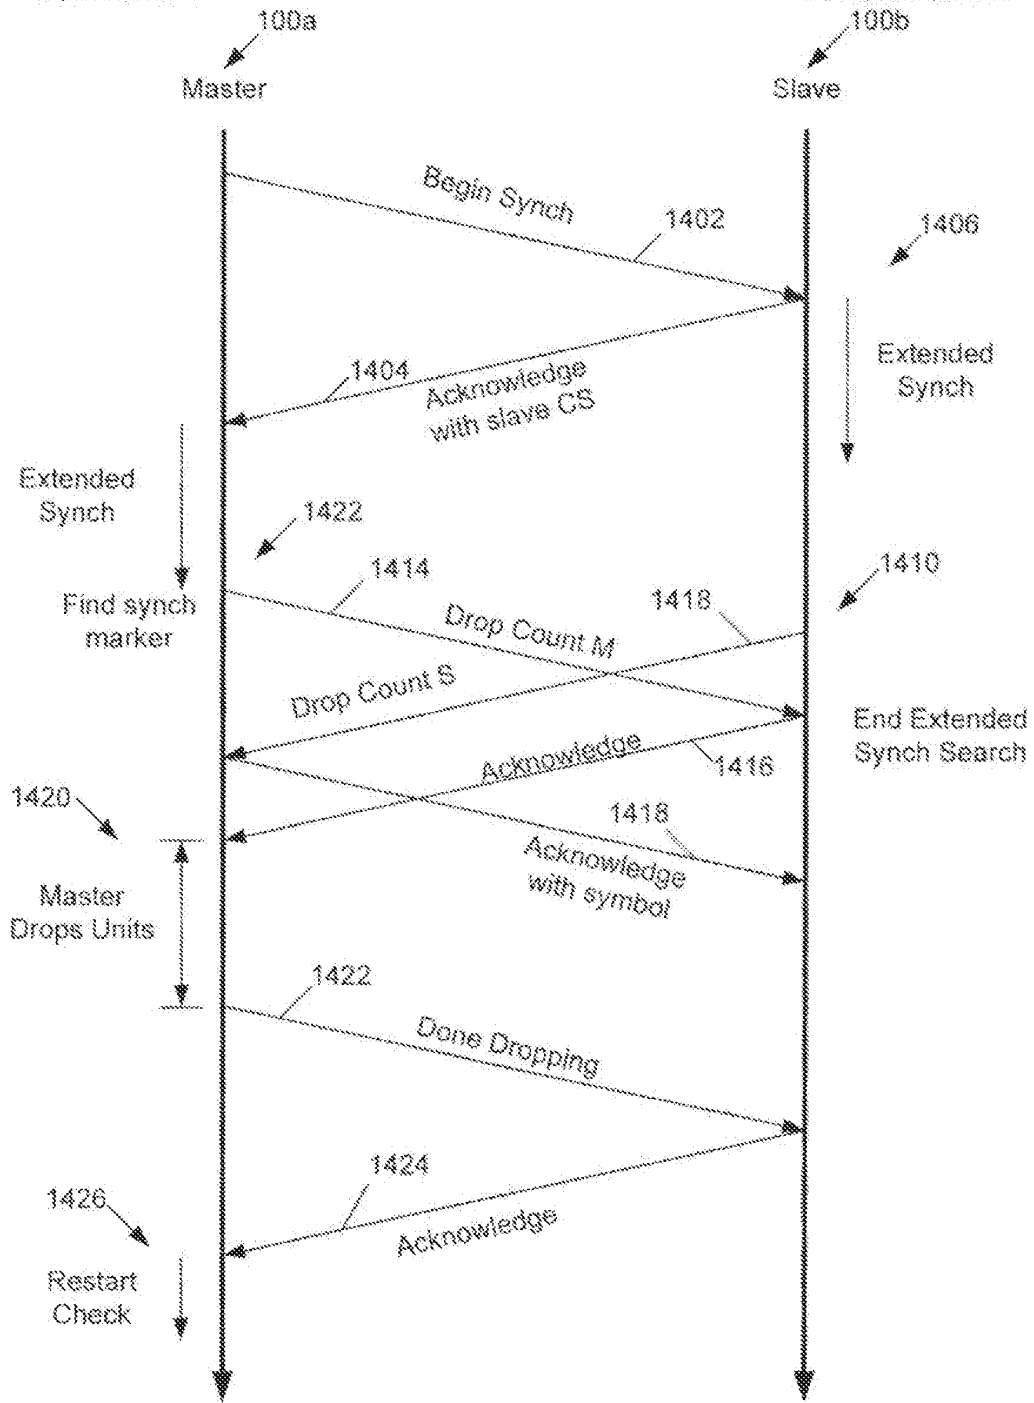 100a
100b
Master
Slave
Begin Synch
1402
1406
Extended
Synch
1404
Acknowledge
with slave CS
Extended
Synch
1422
1414
1410
1418
Find synch
marker
Drop Count M
Drop Count S
End Extended
Synch Search
Acknowledge
1416
1420
1418
Acknowledge
with symbol
Master
Drops Units
1422
Done Dropping
1424
1426
Acknowledge
Restart
Check